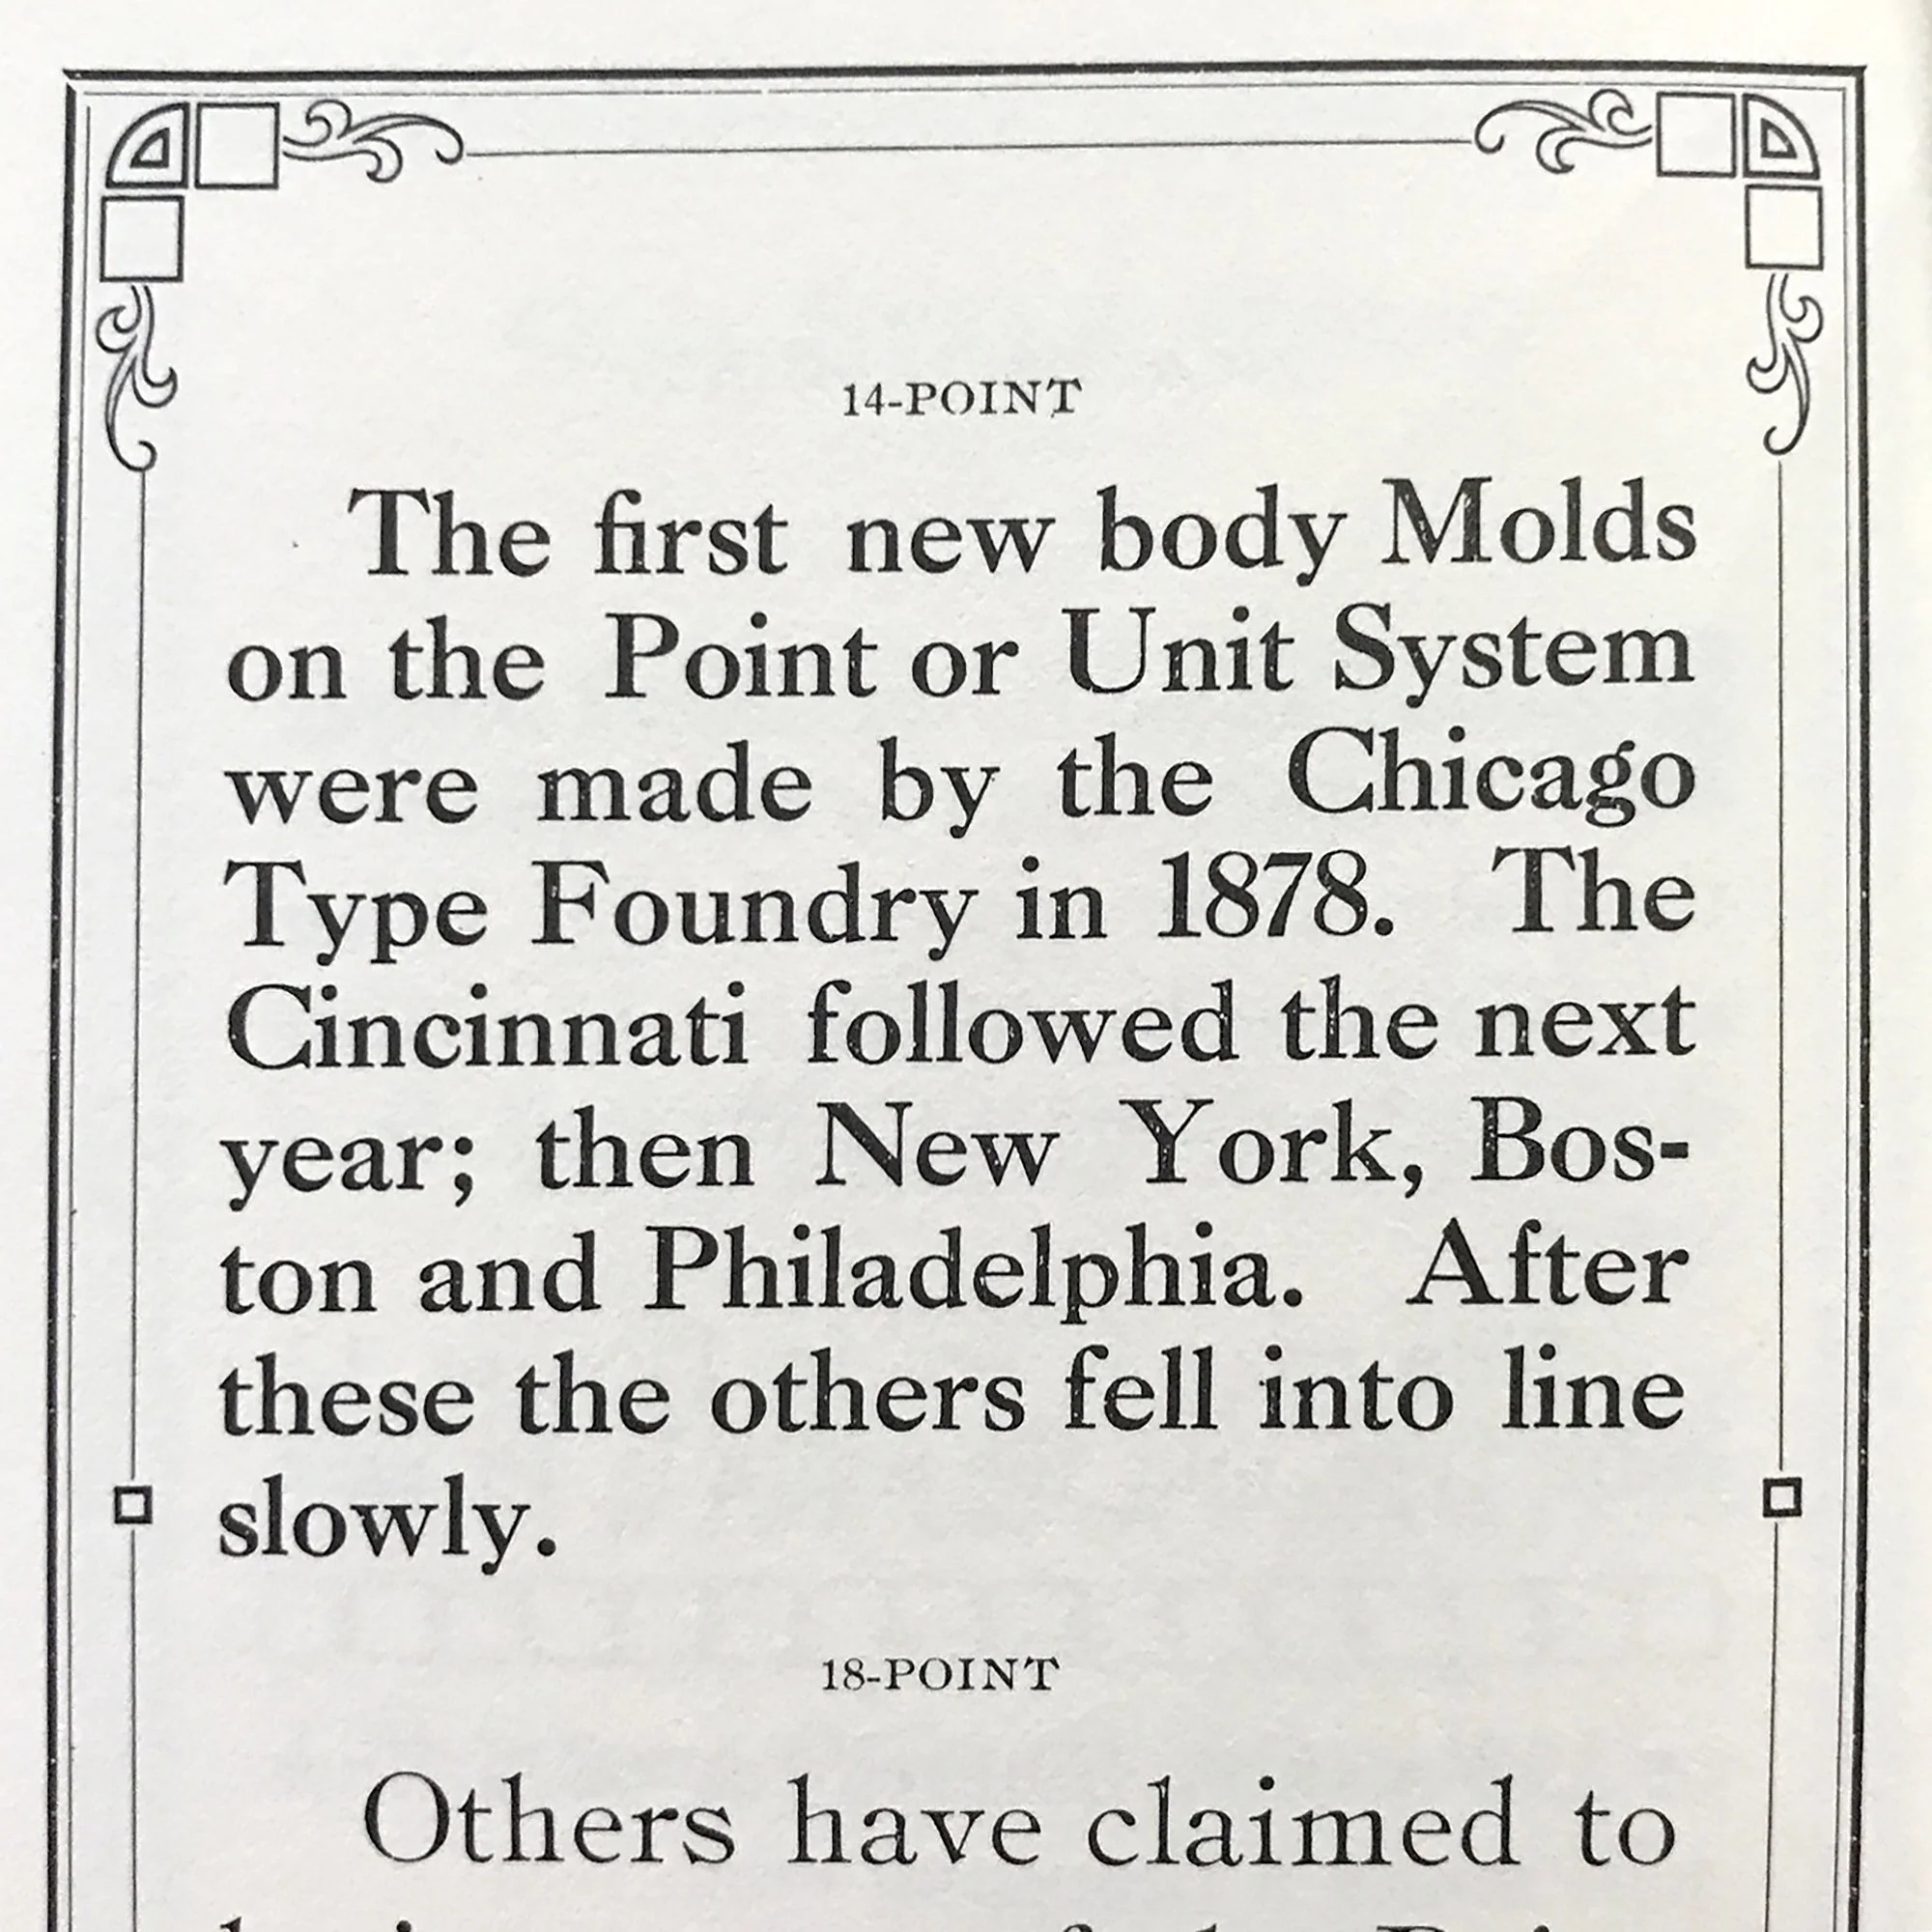 14-POINT
The first new body Molds
on the Point or Unit System
were made by the Chicago
Type Foundry in 1878. The
Cincinnati followed the next
year; then New York, Bos-
ton and Philadelphia. After
these the others fell into line
slowly.
18-POINT
Others have claimed to